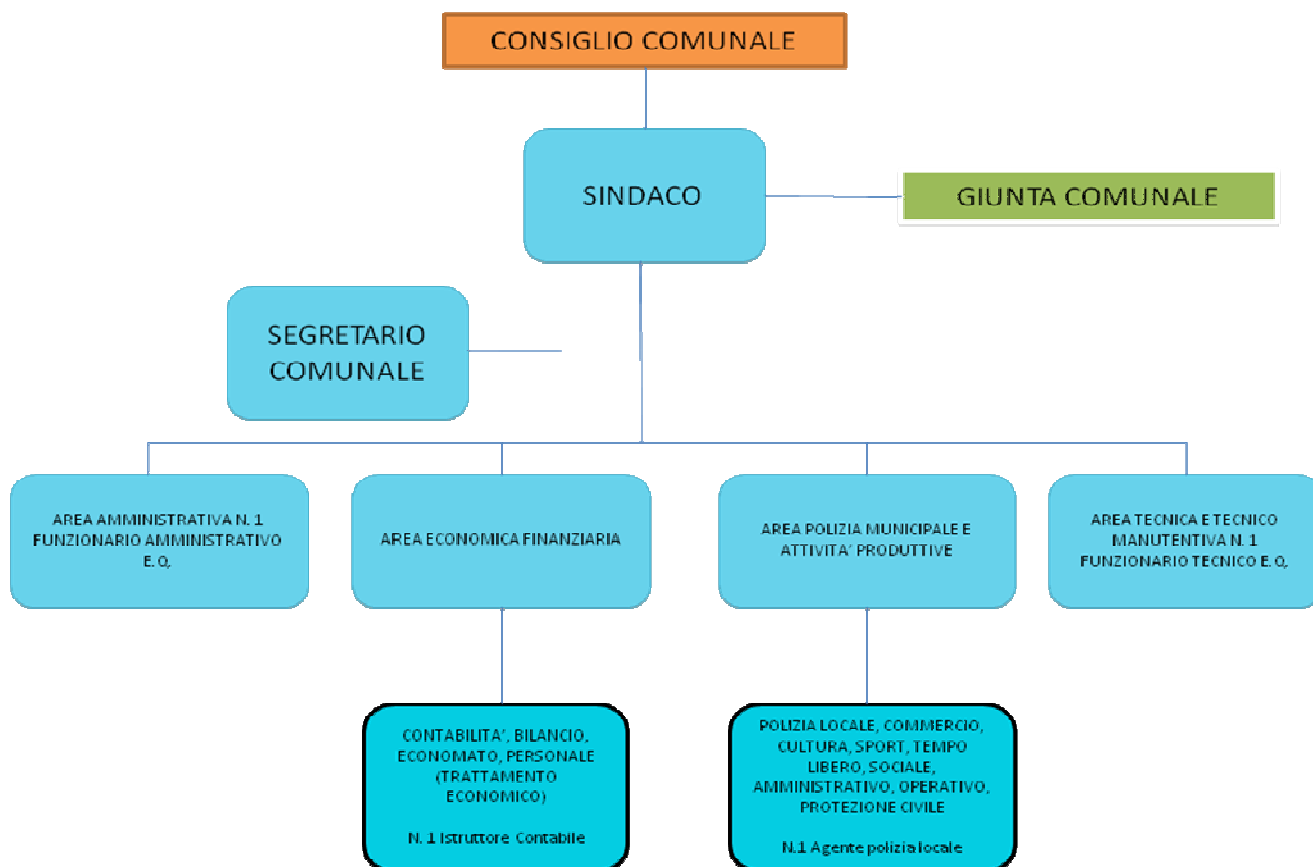 CONSIGLIO COMUNALE
SINDACO
GIUNTA COMUNALE
SEGRETARIO
COMUNALE
AREA AMMINISTRATIVA N. 1
FUNZIONARIO AMMINISTRATIVO
E. Q,
AREA ECONOMICA FINANZIARIA
AREA POLIZIA MUNICIPALE E
ATTIVITA' PRODUTTIVE
AREA TECNICA E TECNICO
MANUTENTIVA N. 1
FUNZIONARIO TECNICO E. Q,
CONTABILITA', BILANCIO,
ECONOMATO, PERSONALE
(TRATTAMENTO
ECONOMICO)
N. 1 Istruttore Contabile
POLIZIA LOCALE, COMMERCIO,
CULTURA, SPORT, TEMPO
LIBERO, SOCIALE,
AMMINISTRATIVO, OPERATIVO,
PROTEZIONE CIVILE
N.1 Agente polizia locale